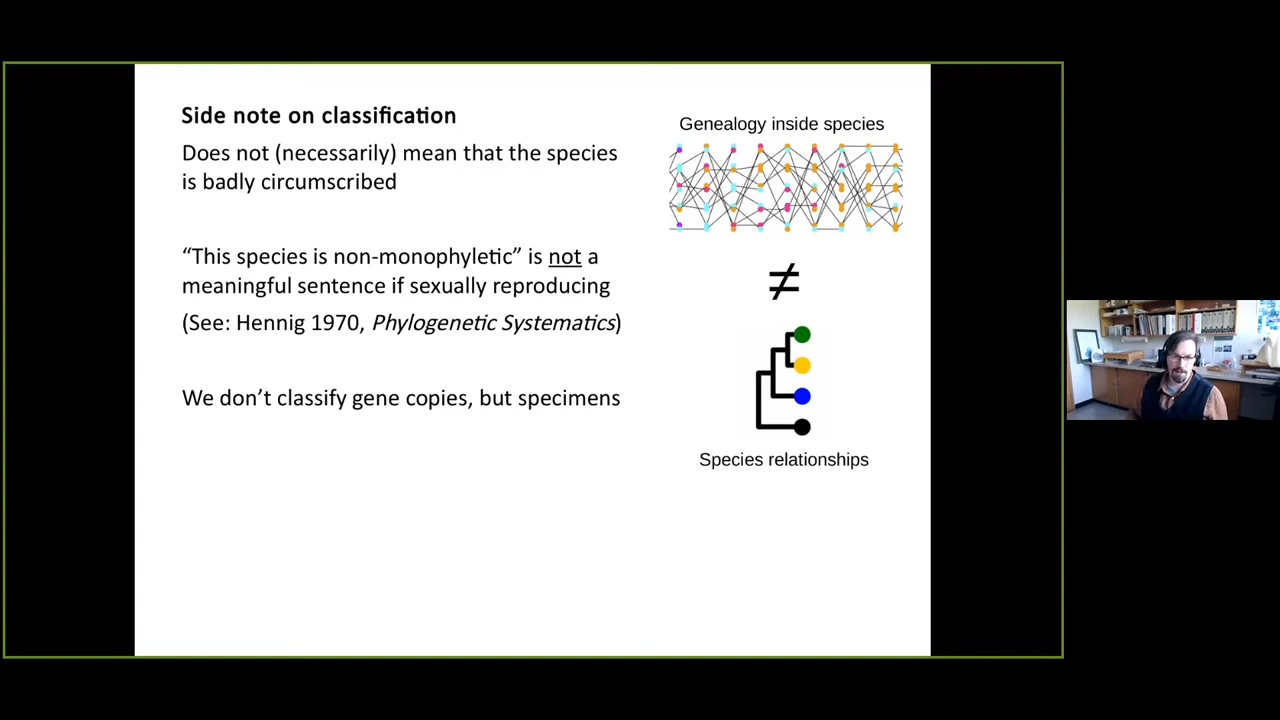 Side note on classification
Does not (necessarily) mean that the species
is badly circumscribed
“This species is non-monophyletic” is not a
meaningful sentence if sexually reproducing
(See: Hennig 1970, Phylogenetic Systematics)
We don’t classify gene copies, but specimens
Genealogy inside species
≠
Species relationships